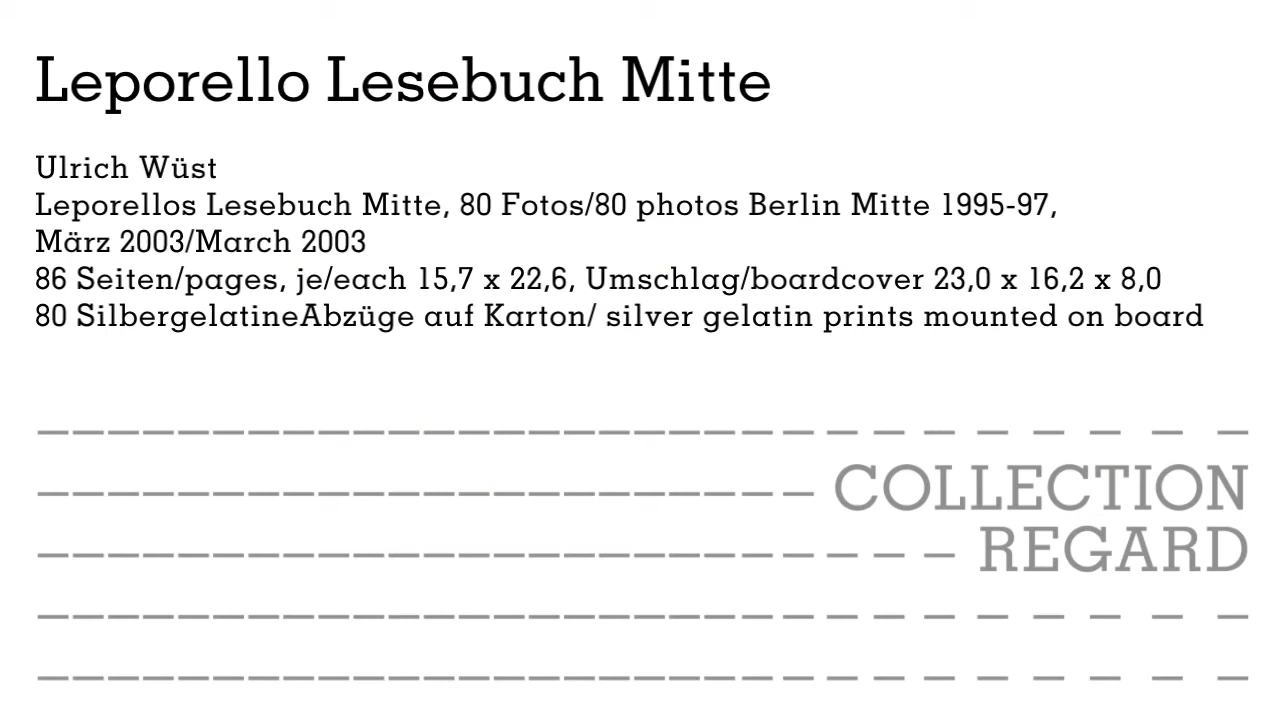 Leporello Lesebuch Mitte
Ulrich Wüst
Leporellos Lesebuch Mitte, 80 Fotos/80 photos Berlin Mitte 1995-97,
März 2003/March 2003
86 Seiten/pages, je/each 15,7 x 22,6, Umschlag/boardcover 23,0 x 16,2 x 8,0
80 SilbergelatineAbzüge auf Karton/ silver gelatin prints mounted on board
COLLECTION
REGARD